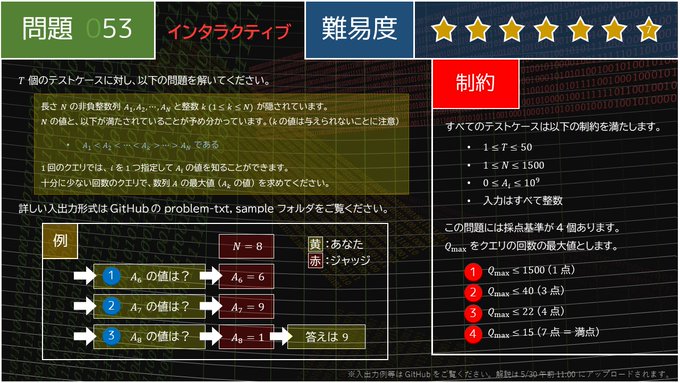 問題 053
インタラクティブ
難易度
7
T 個のテストケースに対し、以下の問題を解いてください。
長さ N の非負整数列 A₁, A₂, ⋯, A_N と整数 k (1 ≤ k ≤ N) が隠されています。
N の値と、以下が満たされていることが予め分かっています。（k の値は与えられないことに注意）
• A₁ < A₂ < ⋯ < A_k > ⋯ > A_N である
1 回のクエリでは、i を 1 つ指定して A_i の値を知ることができます。
十分に少ない回数のクエリで、数列 A の最大値（A_k の値）を求めてください。
詳しい入出力形式は GitHub の problem-txt, sample フォルダをご覧ください。
例
N = 8
黄：あなた
赤：ジャッジ
1 A₆ の値は？ A₆ = 6
2 A₇ の値は？ A₇ = 9
3 A₈ の値は？ A₈ = 1 答えは 9
制約
すべてのテストケースは以下の制約を満たします。
• 1 ≤ T ≤ 50
• 1 ≤ N ≤ 1500
• 0 ≤ A_i ≤ 10⁹
• 入力はすべて整数
この問題には採点基準が 4 個あります。
Q_max をクエリの回数の最大値とします。
1 Q_max ≤ 1500（1 点）
2 Q_max ≤ 40（3 点）
3 Q_max ≤ 22（4 点）
4 Q_max ≤ 15（7 点 = 満点）
※入出力例等は GitHub をご覧ください。解説は 5/30 午前 11:00 にアップロードされます。